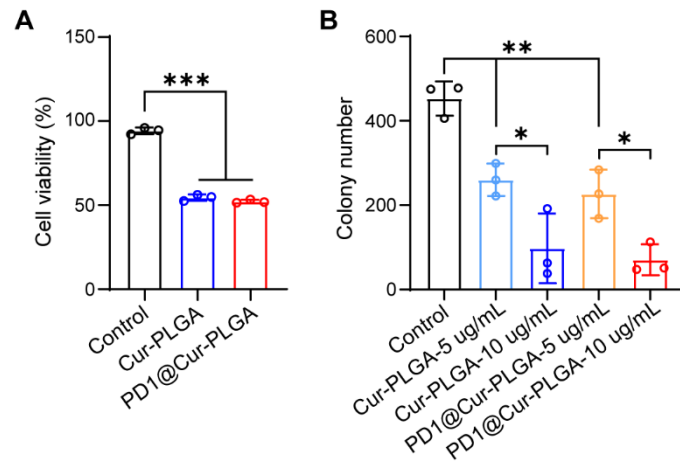 A
Cell viability (%)
150
100
50
0
***
Control
Cur-PLGA
PD1@Cur-PLGA
B
Colony number
600
400
200
0
**
*
*
Control
Cur-PLGA-5 ug/mL
Cur-PLGA-10 ug/mL
PD1@Cur-PLGA-5 ug/mL
PD1@Cur-PLGA-10 ug/mL